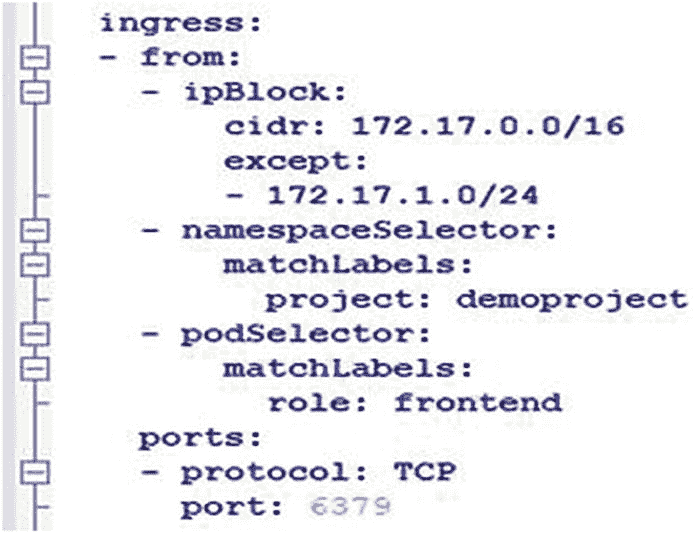 ingress:
- from:
- ipBlock:
cidr: 172.17.0.0/16
except:
- 172.17.1.0/24
- namespaceSelector:
matchLabels:
project: demoproject
- podSelector:
matchLabels:
role: frontend
ports:
- protocol: TCP
port: 6379